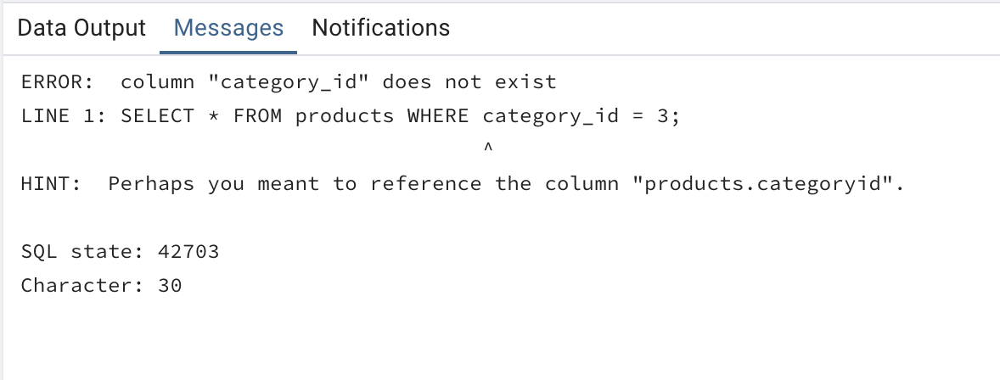 Data Output Messages Notifications
ERROR:  column "category_id" does not exist
LINE 1: SELECT * FROM products WHERE category_id = 3;
^
HINT:  Perhaps you meant to reference the column "products.categoryid".
SQL state: 42703
Character: 30